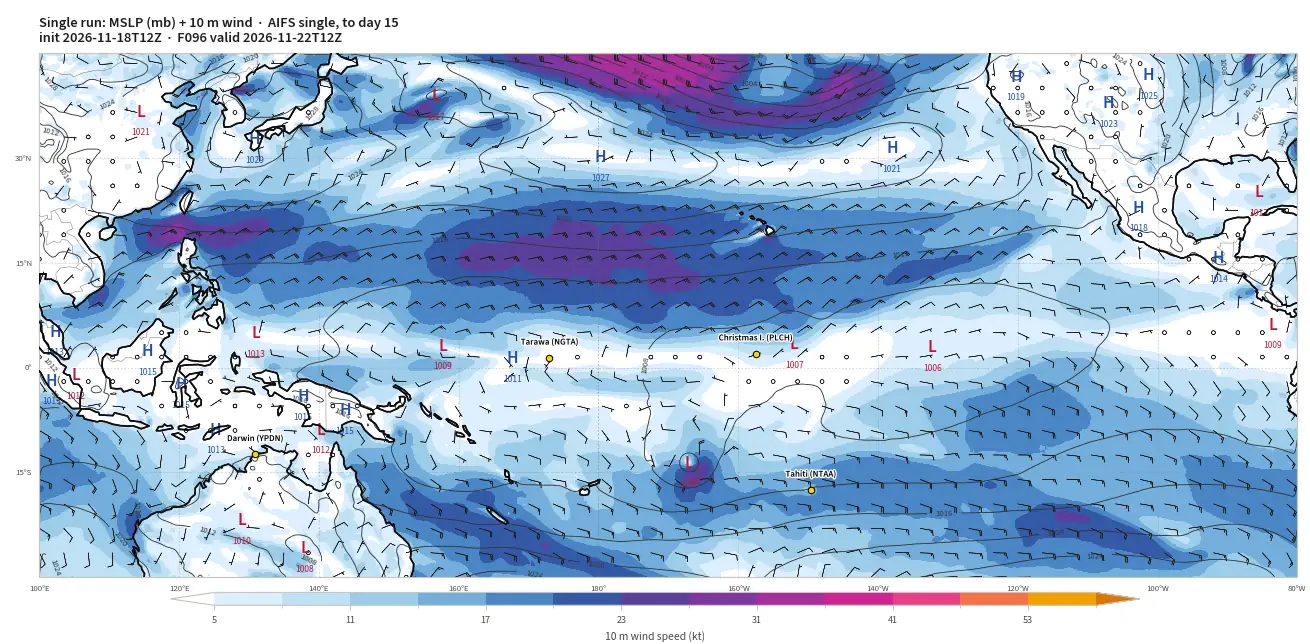 Single run: MSLP (mb) + 10 m wind · AIFS single, to day 15
init 2026-11-18T12Z · F096 valid 2026-11-22T12Z
H 1019
H 1025
H 1023
L 1021
H 1029
H 1027
H 1021
L
H 1018
H 1014
L 1009
30°N
15°N
0°
15°S
L 1013
H 1015
L 1009
H 1011
Tarawa (NGTA)
Christmas I. (PLCH)
L 1007
L 1006
H
L 1012
H
H
H 1013
L 1012
Darwin (YPDN)
L
Tahiti (NTAA)
L 1010
L 1008
1016
100°E
120°E
140°E
160°E
180°
160°W
140°W
120°W
100°W
80°W
5
11
17
23
31
41
53
10 m wind speed (kt)